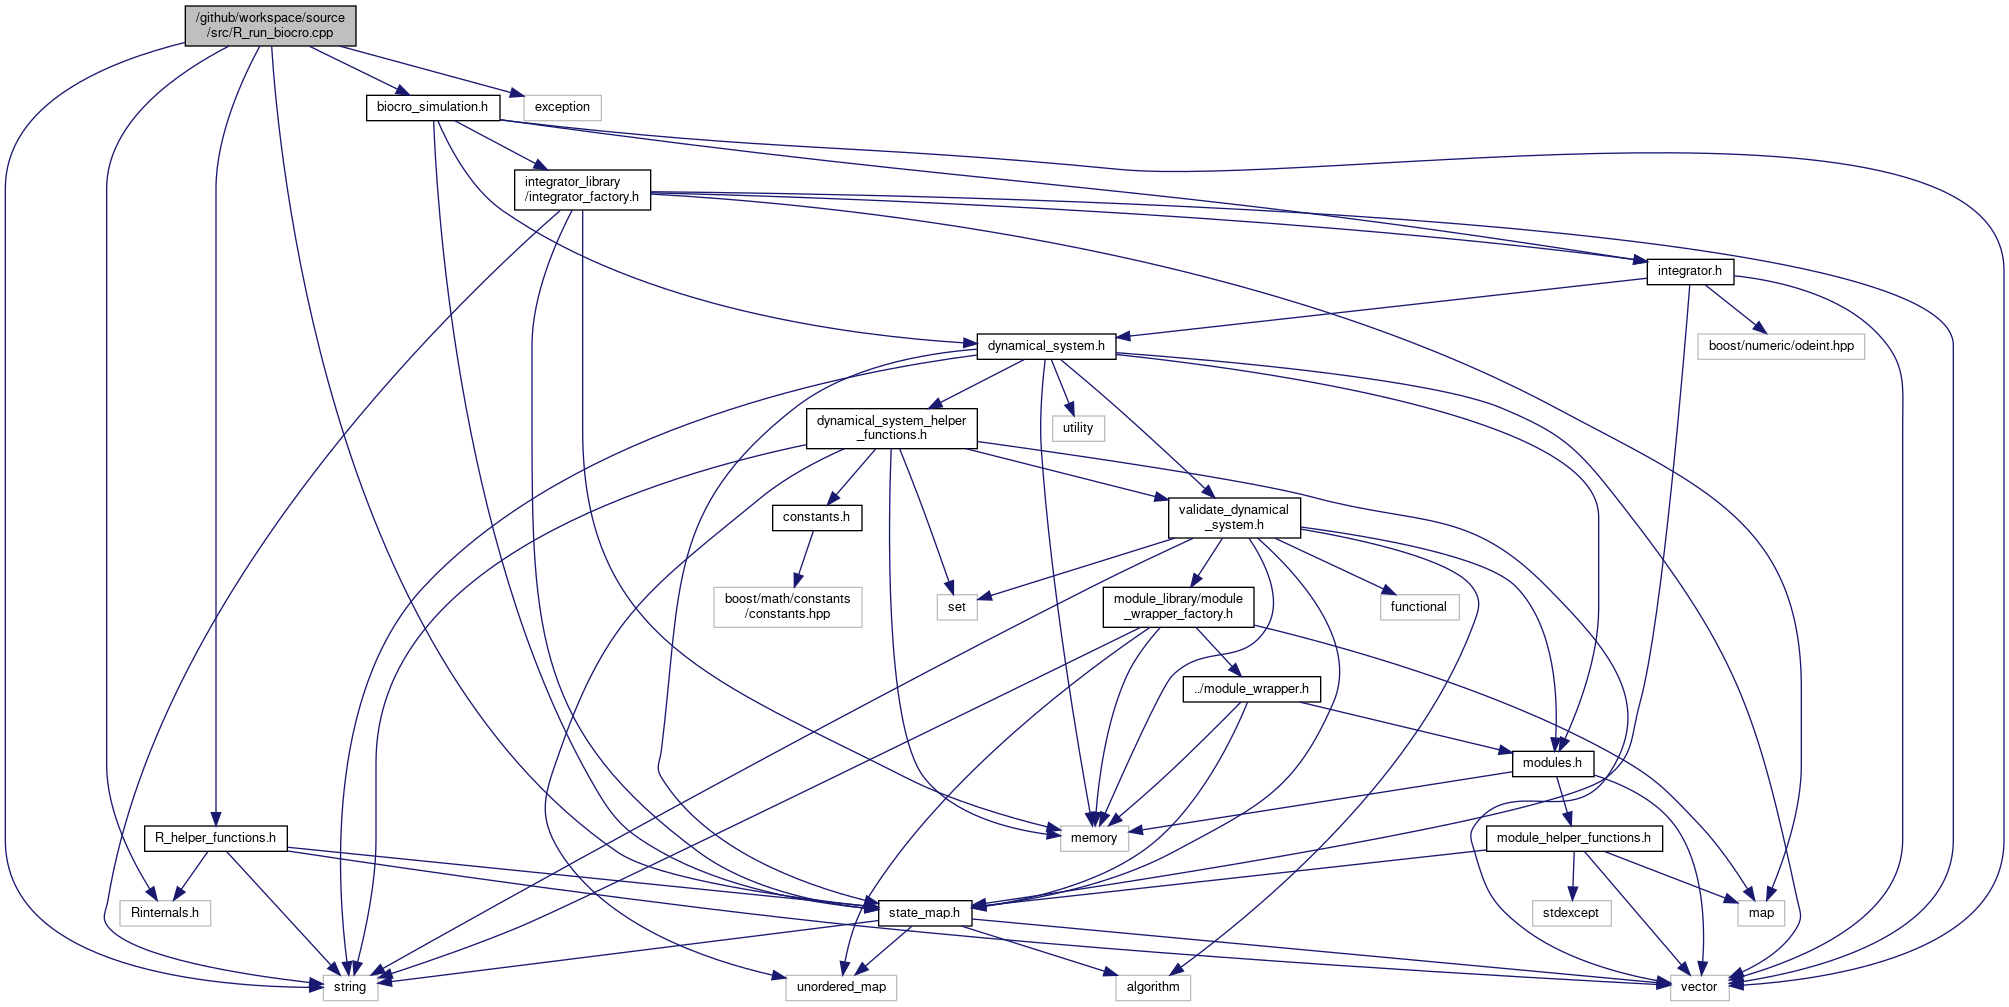 /github/workspace/source
/src/R_run_biocro.cpp
biocro_simulation.h
exception
integrator_library
/integrator_factory.h
integrator.h
dynamical_system.h
boost/numeric/odeint.hpp
dynamical_system_helper
_functions.h
utility
constants.h
validate_dynamical
_system.h
boost/math/constants
/constants.hpp
set
module_library/module
_wrapper_factory.h
functional
../module_wrapper.h
modules.h
R_helper_functions.h
memory
module_helper_functions.h
Rinternals.h
state_map.h
stdexcept
map
string
unordered_map
algorithm
vector